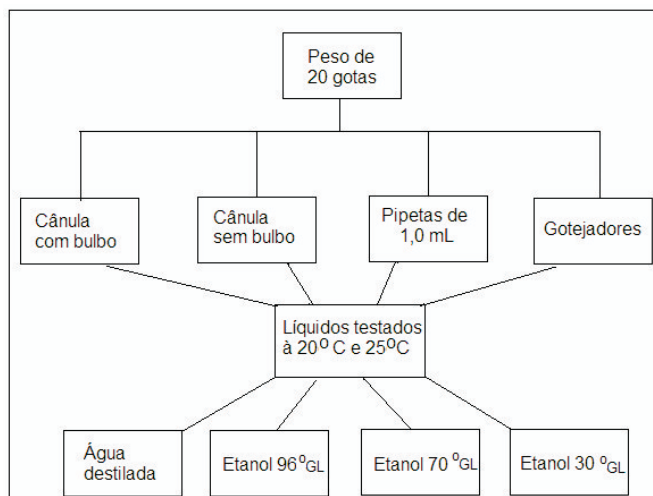 Peso de
20 gotas
Cânula
com bulbo
Cânula
sem bulbo
Pipetas de
1,0 mL
Gotejadores
Líquidos testados
à 20º C e 25ºC
Água
destilada
Etanol 96ºGL
Etanol 70 ºGL
Etanol 30 ºGL